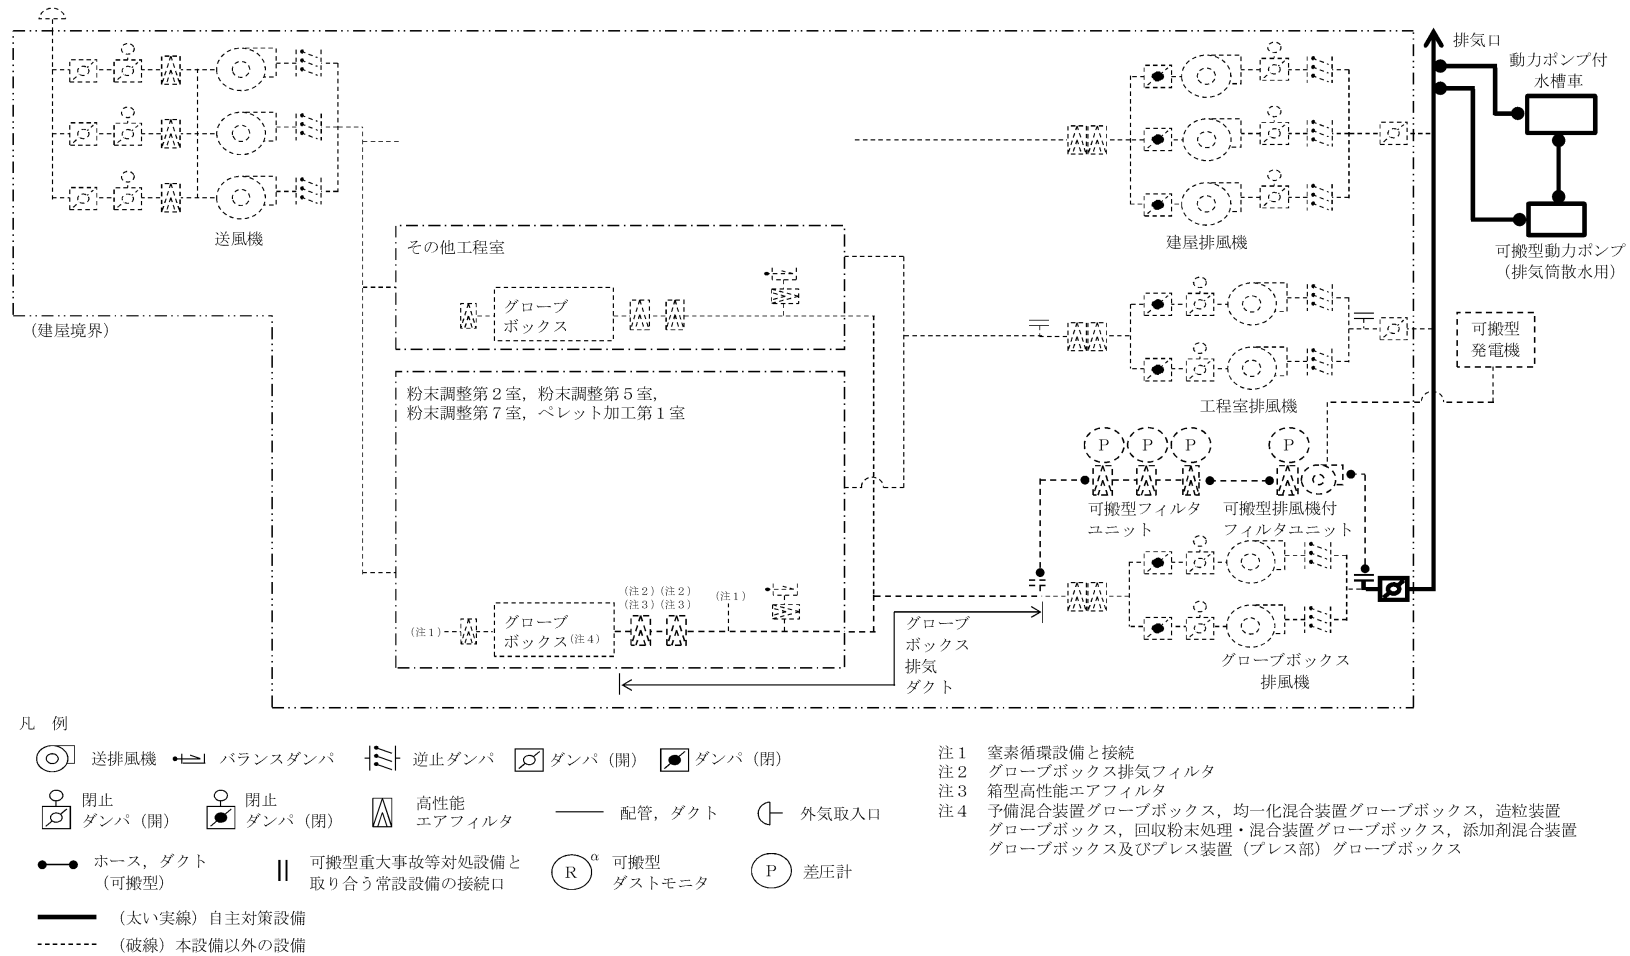 排気口
動力ポンプ付
水槽車
送風機
建屋排風機
可搬型動力ポンプ
（排気筒散水用）
その他工程室
グローブ
ボックス
（建屋境界）
可搬型
発電機
工程室排風機
粉末調整第２室，粉末調整第５室，
粉末調整第７室，ペレット加工第１室
P
P
P
P
可搬型フィルタ
ユニット
可搬型排風機付
フィルタユニット
（注２）（注２）
（注３）（注３）
（注１）
（注１）
グローブ
ボックス（注４）
グローブ
ボックス
排気
ダクト
グローブボックス
排風機
凡　例
送排風機
バランスダンパ
逆止ダンパ
ダンパ（開）
ダンパ（閉）
閉止
ダンパ（開）
閉止
ダンパ（閉）
高性能
エアフィルタ
配管，ダクト
外気取入口
ホース，ダクト
（可搬型）
可搬型重大事故等対処設備と
取り合う常設設備の接続口
R
α
可搬型
ダストモニタ
P
差圧計
（太い実線）自主対策設備
（破線）本設備以外の設備
注１　窒素循環設備と接続
注２　グローブボックス排気フィルタ
注３　箱型高性能エアフィルタ
注４　予備混合装置グローブボックス，均一化混合装置グローブボックス，造粒装置
グローブボックス，回収粉末処理・混合装置グローブボックス，添加剤混合装置
グローブボックス及びプレス装置（プレス部）グローブボックス